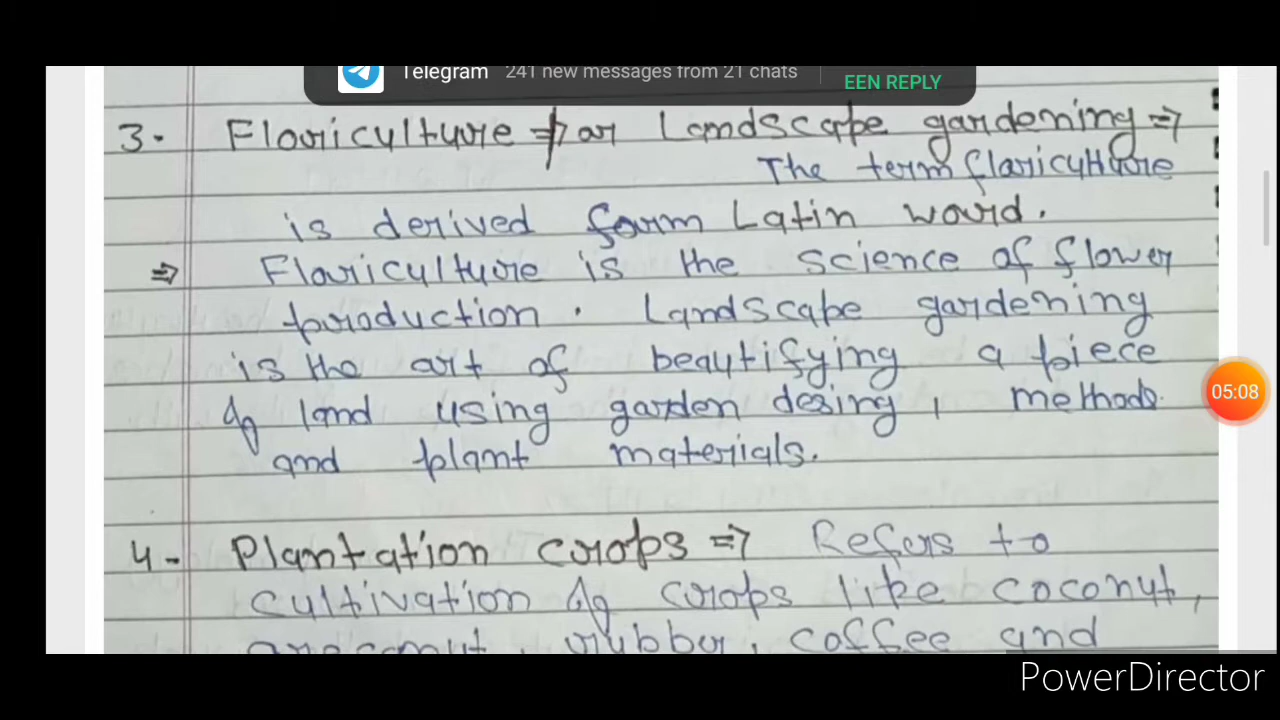 Telegram 241 new messages from 21 chats
EEN REPLY
3. Floriculture ⇒ or Landscape gardening ⇒
The term floriculture
is derived form Latin word.
⇒ Floriculture is the science of flower
production. Landscape gardening
is the art of beautifying a piece
of land using garden desing, methods
and plant materials.
05:08
4. Plantation crops ⇒ Refers to
cultivation of crops like coconut,
arecanut, rubber, coffee and
PowerDirector